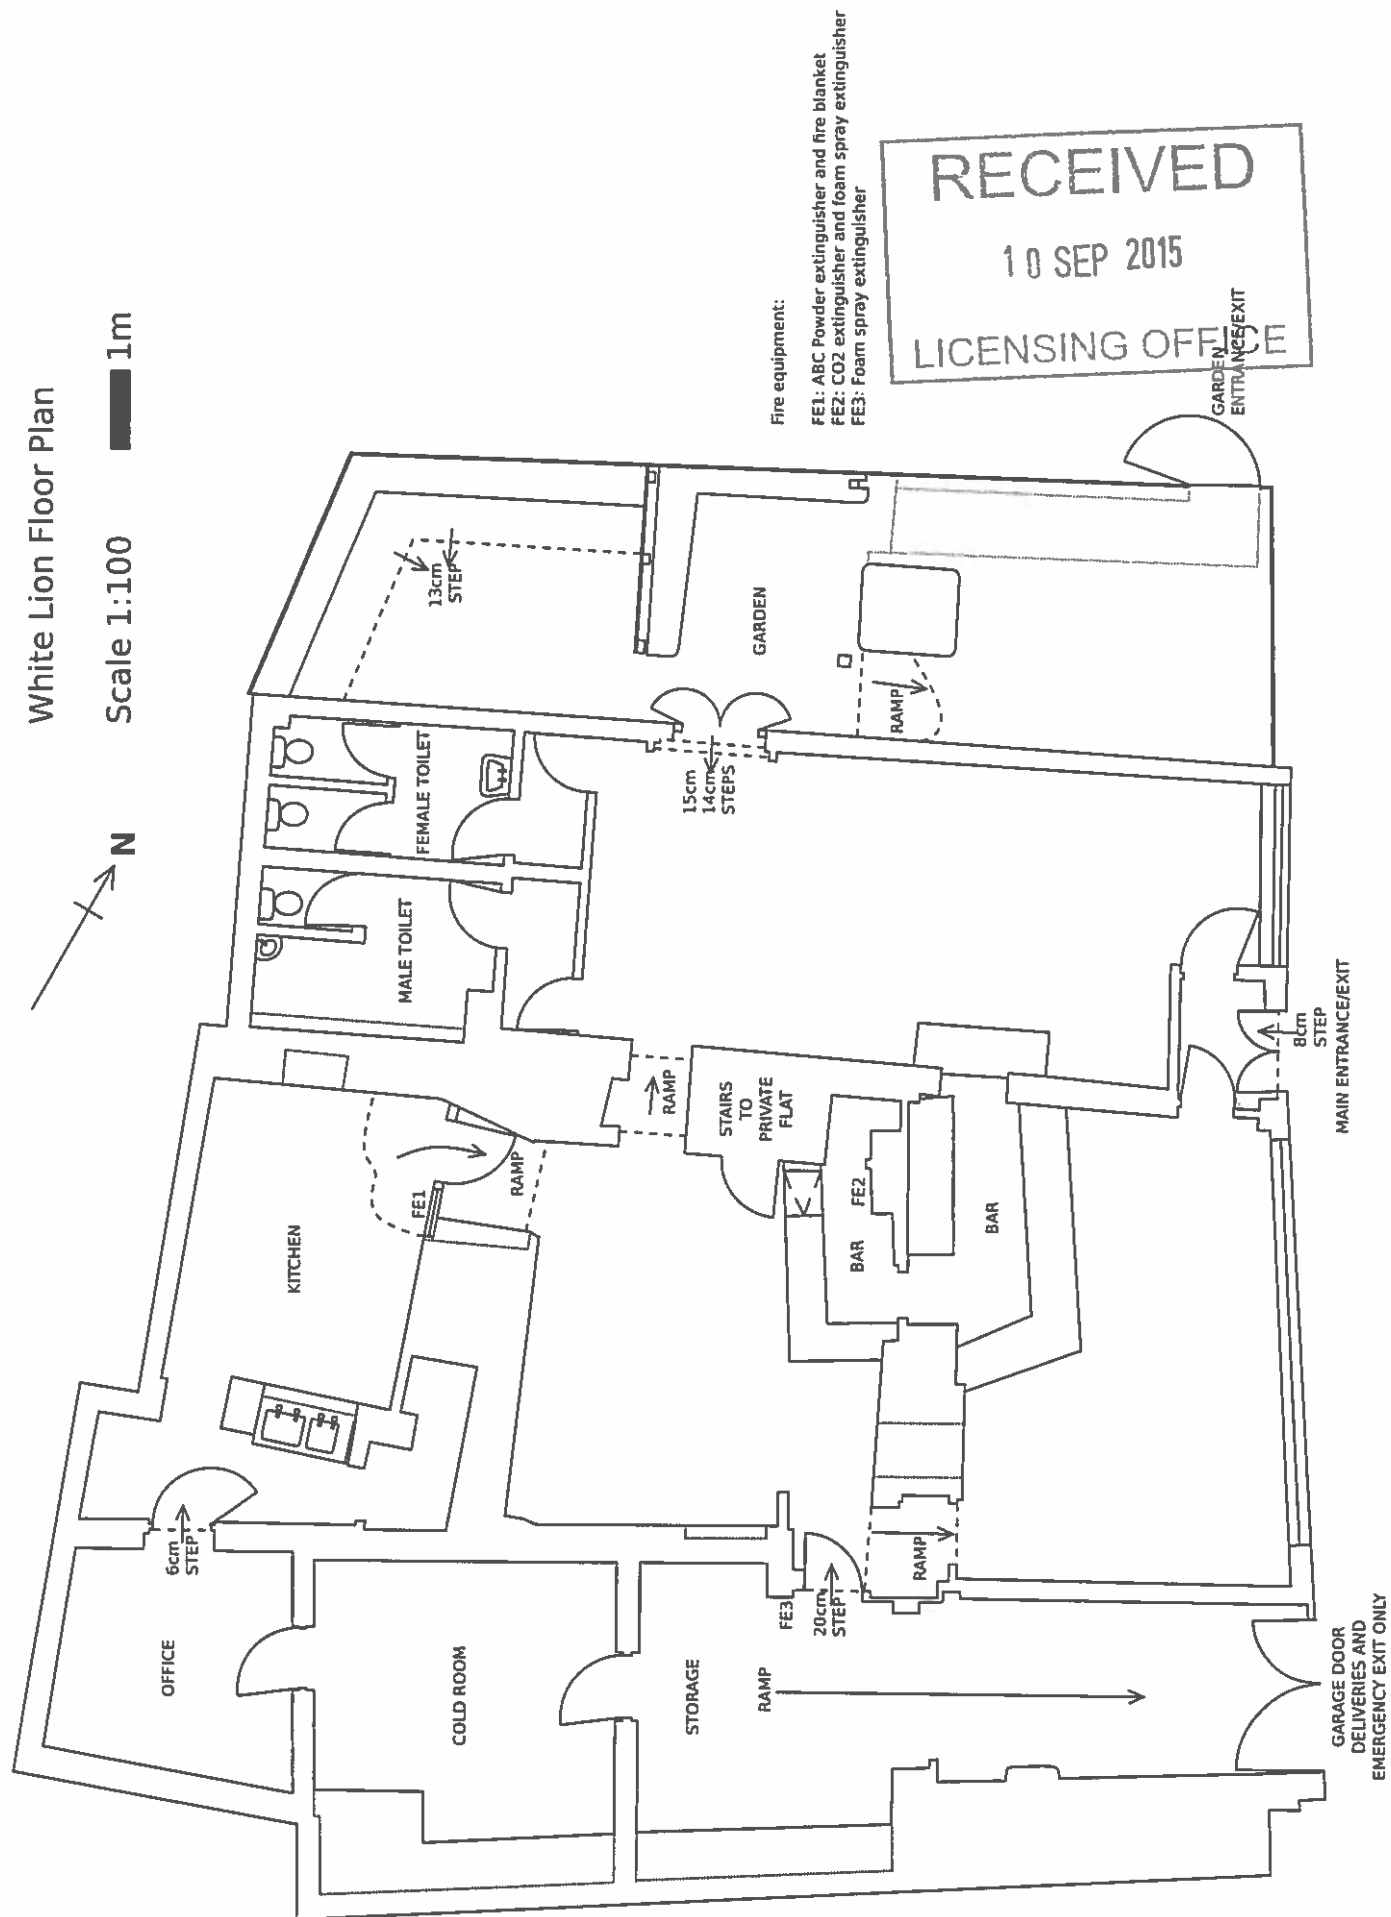 White Lion Floor Plan
Scale 1:100
1m
N
Fire equipment:
FE1: ABC Powder extinguisher and fire blanket
FE2: CO2 extinguisher and foam spray extinguisher
FE3: Foam spray extinguisher
RECEIVED
10 SEP 2015
LICENSING OFFICE
GARDEN
ENTRANCE/EXIT
13cm
STEP
GARDEN
RAMP
15cm
14cm
STEPS
FEMALE TOILET
MALE TOILET
8cm
STEP
MAIN ENTRANCE/EXIT
RAMP
STAIRS
TO
PRIVATE
FLAT
KITCHEN
FE1
RAMP
BAR
FE2
BAR
6cm
STEP
OFFICE
COLD ROOM
STORAGE
FE3
20cm
STEP
RAMP
RAMP
GARAGE DOOR
DELIVERIES AND
EMERGENCY EXIT ONLY